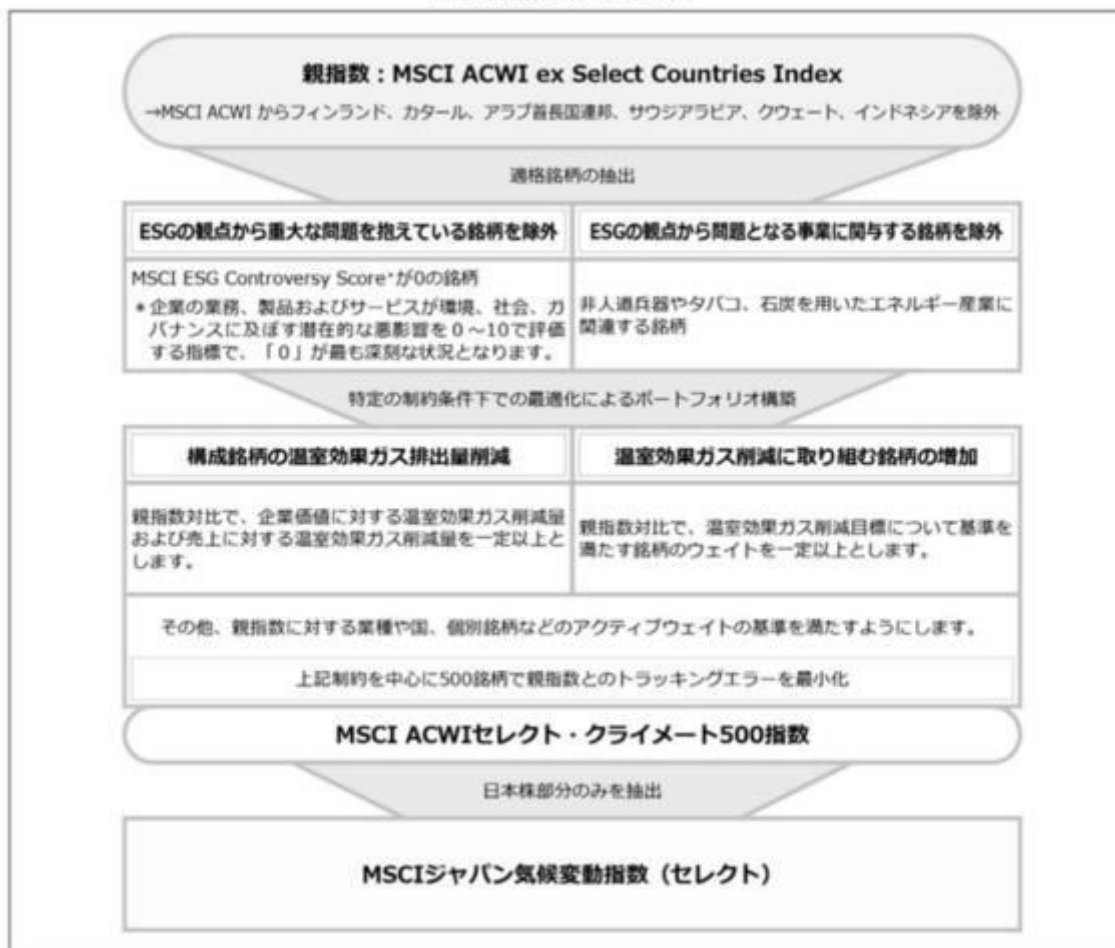 親指数：MSCI ACWI ex Select Countries Index
→MSCI ACWI からフィンランド、カタール、アラブ首長国連邦、サウジアラビア、クウェート、インドネシアを除外
適格銘柄の抽出
ESGの観点から重大な問題を抱えている銘柄を除外
MSCI ESG Controversy Score*が0の銘柄
＊企業の業務、製品およびサービスが環境、社会、ガ
バナンスに及ぼす潜在的な悪影響を０～10で評価
する指標で、「０」が最も深刻な状況となります。
ESGの観点から問題となる事業に関与する銘柄を除外
非人道兵器やタバコ、石炭を用いたエネルギー産業に
関連する銘柄
特定の制約条件下での最適化によるポートフォリオ構築
構成銘柄の温室効果ガス排出量削減
親指数対比で、企業価値に対する温室効果ガス削減量
および売上に対する温室効果ガス削減量を一定以上と
します。
温室効果ガス削減に取り組む銘柄の増加
親指数対比で、温室効果ガス削減目標について基準を
満たす銘柄のウェイトを一定以上とします。
その他、親指数に対する業種や国、個別銘柄などのアクティブウェイトの基準を満たすようにします。
上記制約を中心に500銘柄で親指数とのトラッキングエラーを最小化
MSCI ACWIセレクト・クライメート500指数
日本株部分のみを抽出
MSCIジャパン気候変動指数（セレクト）